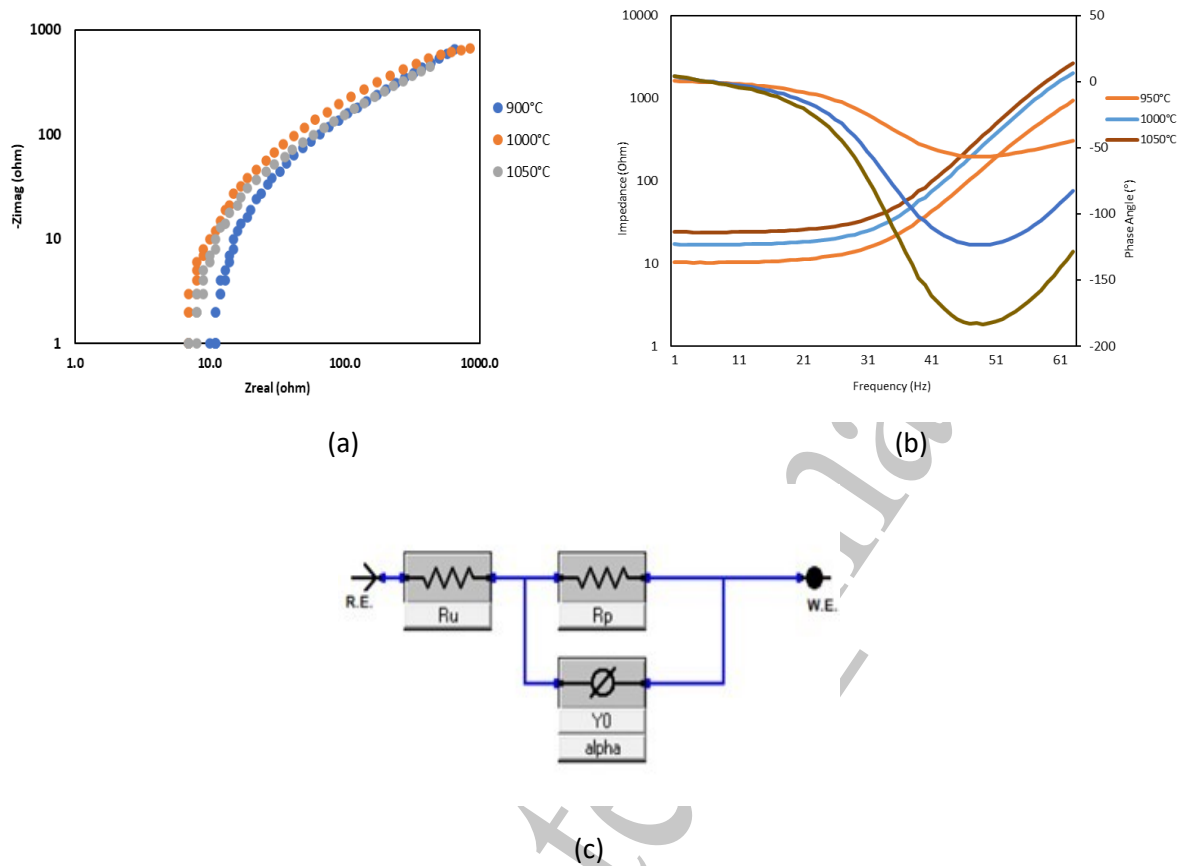 1000
100
10
1
1.0
10.0
100.0
1000.0
-Zimag (ohm)
Zreal (ohm)
900°C
1000°C
1050°C
(a)
10000
1000
100
10
1
Impedance (Ohm)
1
11
21
31
41
51
61
Frequency (Hz)
50
0
-50
-100
-150
-200
Phase Angle (°)
950°C
1000°C
1050°C
(b)
R.E.
Ru
Rp
W.E.
Y0
alpha
(c)